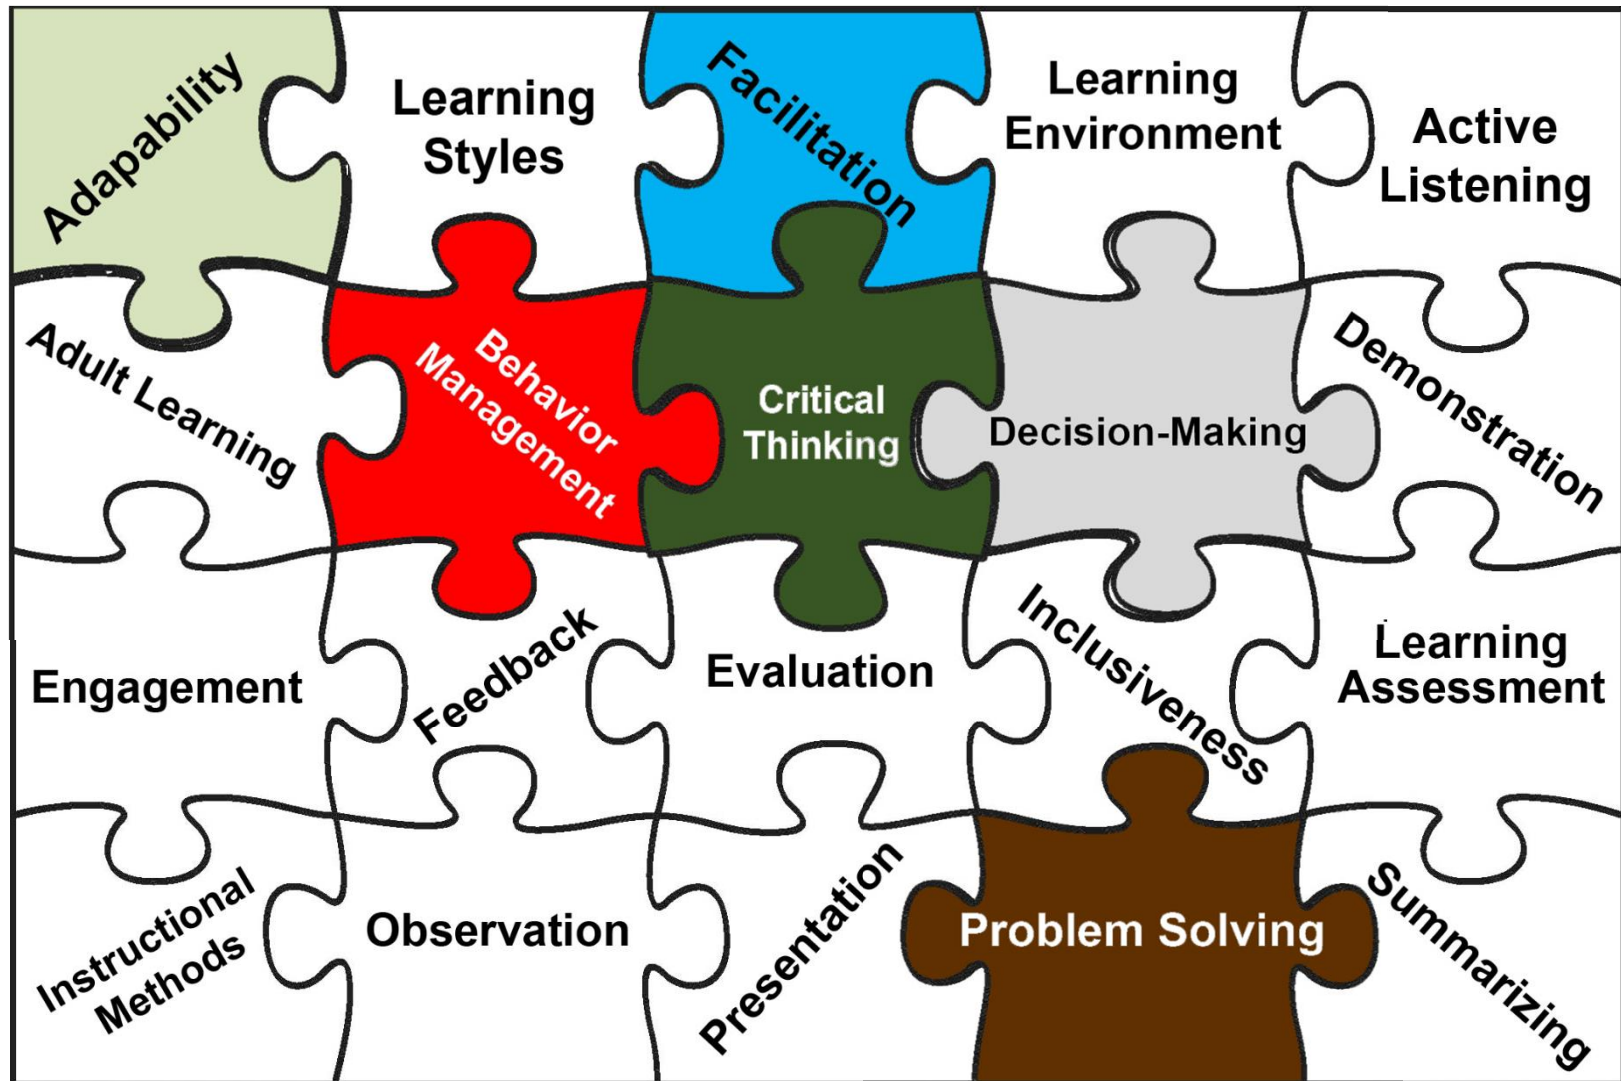 Adapability
Learning
Styles
Facilitation
Learning
Environment
Active
Listening
Adult Learning
Behavior
Management
Critical
Thinking
Decision-Making
Demonstration
Engagement
Feedback
Evaluation
Inclusiveness
Learning
Assessment
Instructional
Methods
Observation
Presentation
Problem Solving
Summarizing